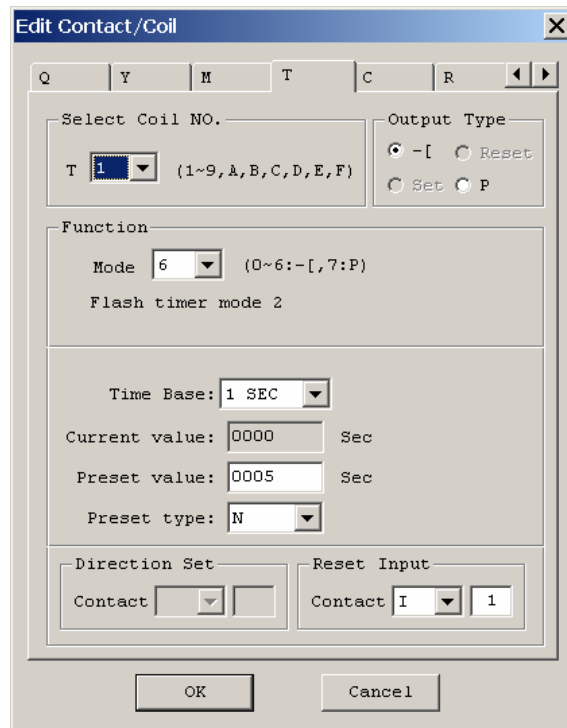 Edit Contact/Coil
Q Y M T C R
Select Coil NO.
T 1 (1~9,A,B,C,D,E,F)
Output Type
-[ Reset
Set P
Function
Mode 6 (0~6:-[,7:P)
Flash timer mode 2
Time Base: 1 SEC
Current value: 0000 Sec
Preset value: 0005 Sec
Preset type: N
Direction Set
Contact
Reset Input
Contact I 1
OK Cancel